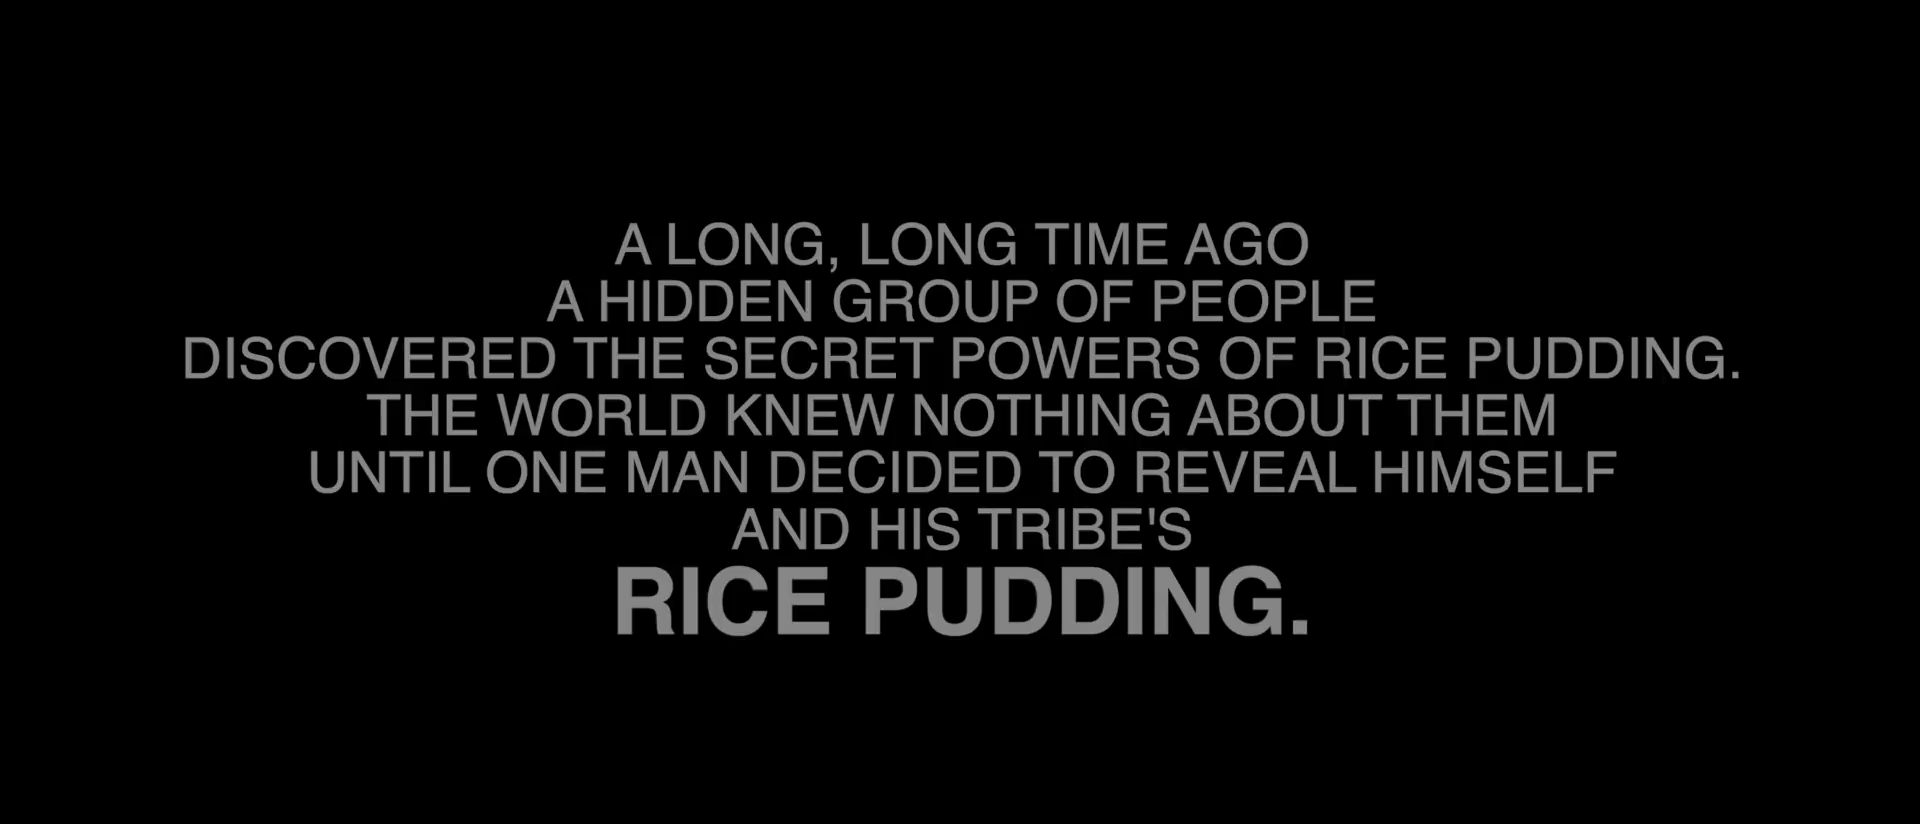 A LONG, LONG TIME AGO
A HIDDEN GROUP OF PEOPLE
DISCOVERED THE SECRET POWERS OF RICE PUDDING.
THE WORLD KNEW NOTHING ABOUT THEM
UNTIL ONE MAN DECIDED TO REVEAL HIMSELF
AND HIS TRIBE'S
RICE PUDDING.